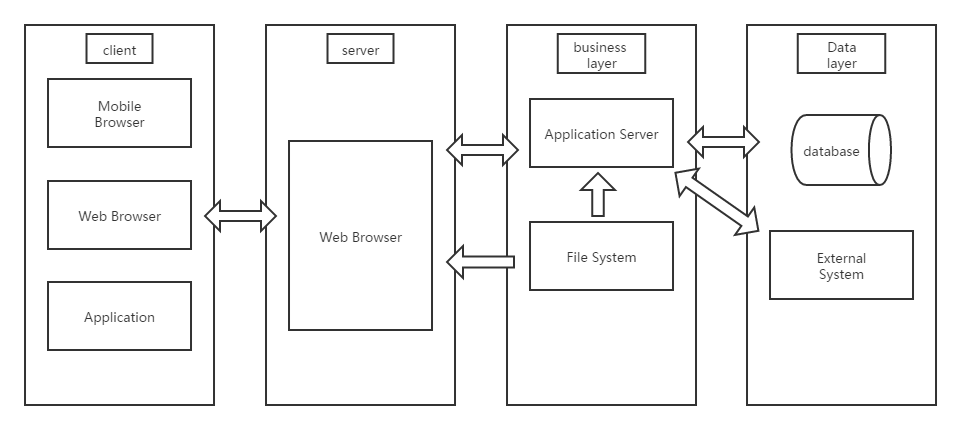 client
Mobile
Browser
Web Browser
Application
server
Web Browser
business
layer
Application Server
File System
Data
layer
database
External
System